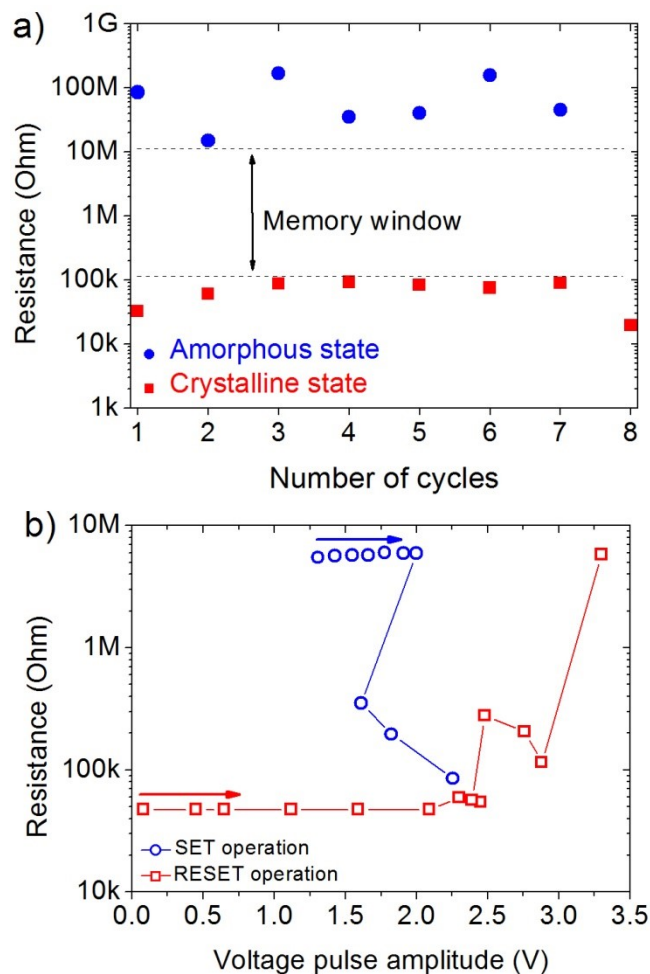 a)
1G
100M
10M
1M
100k
10k
1k
Resistance (Ohm)
Memory window
Amorphous state
Crystalline state
1 2 3 4 5 6 7 8
Number of cycles
b)
10M
1M
100k
10k
Resistance (Ohm)
SET operation
RESET operation
0.0 0.5 1.0 1.5 2.0 2.5 3.0 3.5
Voltage pulse amplitude (V)